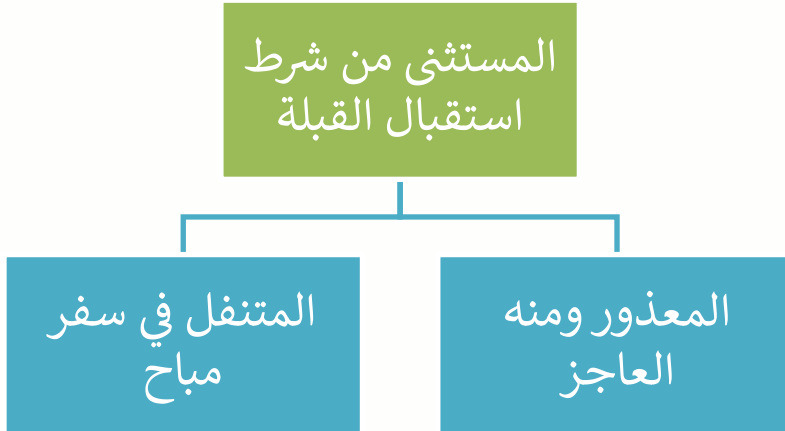 المستثنى من شرط
استقبال القبلة
المعذور ومنه
العاجز
المتنفل في سفر
مباح